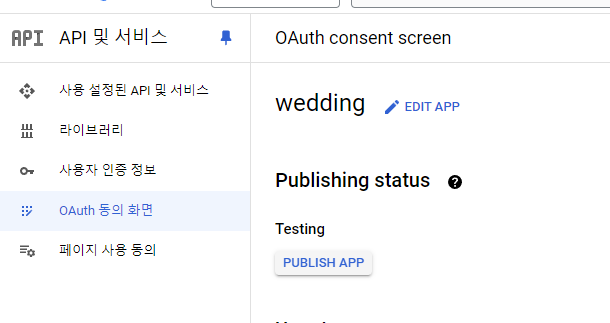 API API 및 서비스
OAuth consent screen
사용 설정된 API 및 서비스
라이브러리
사용자 인증 정보
OAuth 동의 화면
페이지 사용 동의
wedding
EDIT APP
Publishing status
Testing
PUBLISH APP